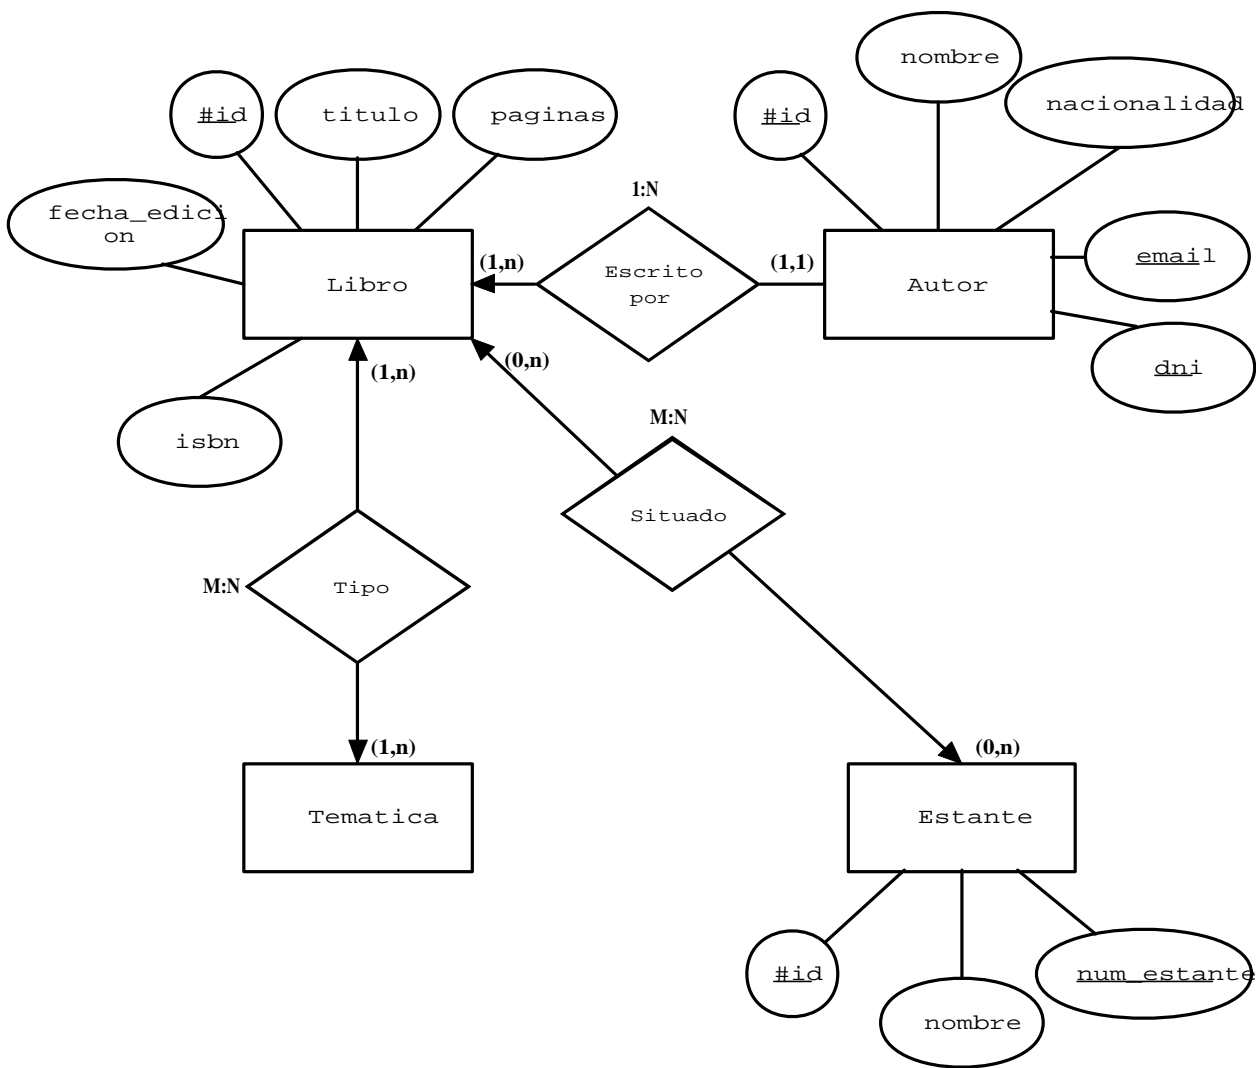 nombre
#id
titulo
paginas
#id
nacionalidad
1:N
fecha_edici
on
(1,n)
Escrito
por
(1,1)
Libro
Autor
email
(1,n)
(0,n)
dni
M:N
isbn
Situado
M:N
Tipo
(1,n)
(0,n)
Tematica
Estante
#id
num_estante
nombre